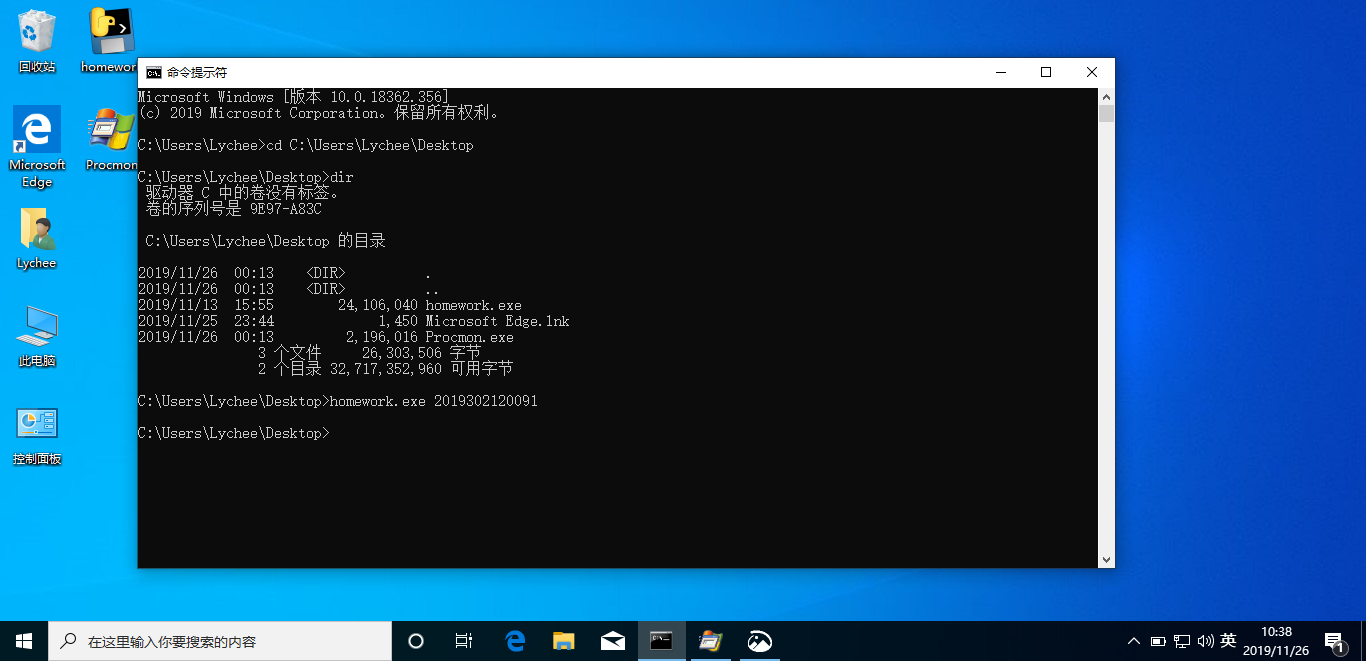 回收站
homewor
Microsoft
Edge
Procmon
Lychee
此电脑
控制面板
命令提示符
Microsoft Windows [版本 10.0.18362.356]
(c) 2019 Microsoft Corporation。保留所有权利。
C:\Users\Lychee>cd C:\Users\Lychee\Desktop
C:\Users\Lychee\Desktop>dir
驱动器 C 中的卷没有标签。
卷的序列号是 9E97-A83C
C:\Users\Lychee\Desktop 的目录
2019/11/26  00:13    <DIR>          .
2019/11/26  00:13    <DIR>          ..
2019/11/13  15:55        24,106,040 homework.exe
2019/11/25  23:44             1,450 Microsoft Edge.lnk
2019/11/26  00:13         2,196,016 Procmon.exe
3 个文件     26,303,506 字节
2 个目录 32,717,352,960 可用字节
C:\Users\Lychee\Desktop>homework.exe 2019302120091
C:\Users\Lychee\Desktop>
在这里输入你要搜索的内容
英
10:38
2019/11/26
1